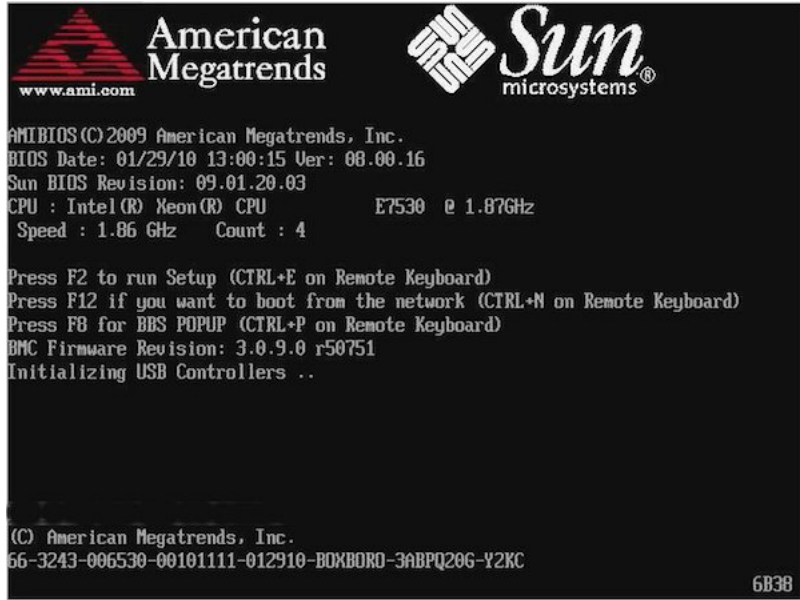 American
Megatrends
www.ami.com
Sun®
microsystems
AMIBIOS(C)2009 American Megatrends, Inc.
BIOS Date: 01/29/10 13:00:15 Ver: 08.00.16
Sun BIOS Revision: 09.01.20.03
CPU : Intel(R) Xeon(R) CPU E7530 @ 1.87GHz
Speed : 1.86 GHz Count : 4
Press F2 to run Setup (CTRL+E on Remote Keyboard)
Press F12 if you want to boot from the network (CTRL+N on Remote Keyboard)
Press F8 for BBS POPUP (CTRL+P on Remote Keyboard)
BMC Firmware Revision: 3.0.9.0 r50751
Initializing USB Controllers ..
(C) American Megatrends, Inc.
66-3243-006530-00101111-012910-BOXBORO-3ABPQ20G-Y2KC
6B38